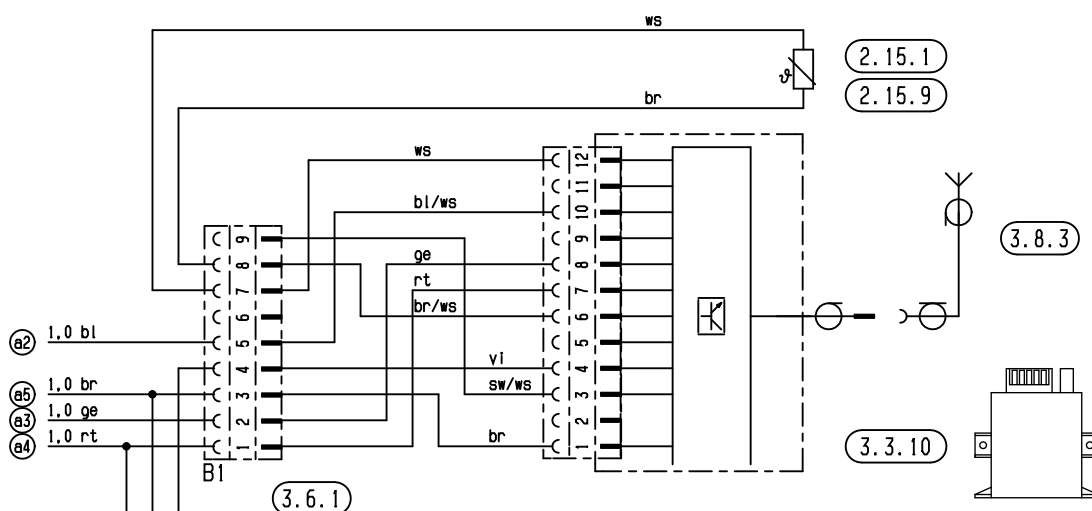 ws
2.15.1
ϑ
br
2.15.9
ws
12
11
bl/ws
10
9
9
8
ge
8
3.8.3
7
rt
7
6
br/ws
6
a2 1,0 bl
5
5
4
vi
4
a5 1,0 br
3
sw/ws
3
a3 1,0 ge
2
2
a4 1,0 rt
1
br
1
3.3.10
B1
3.6.1